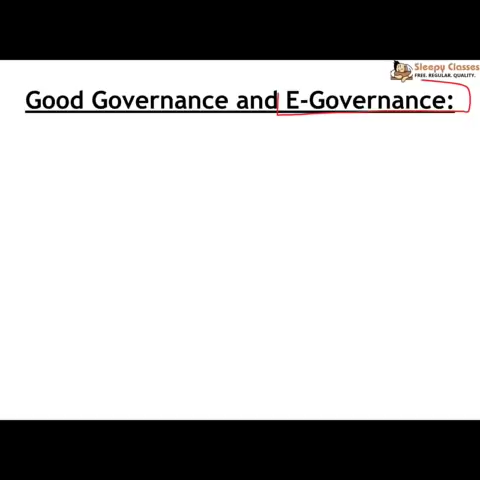 Sleepy Classes
FREE. REGULAR. QUALITY.
Good Governance and E-Governance: